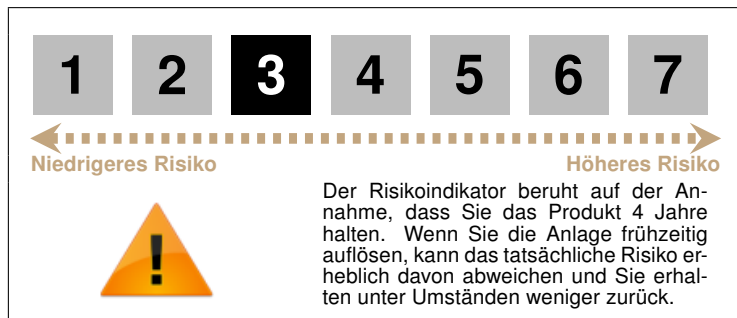 1 2 3 4 5 6 7
Niedrigeres Risiko Höheres Risiko
Der Risikoindikator beruht auf der An-
nahme, dass Sie das Produkt 4 Jahre
halten. Wenn Sie die Anlage frühzeitig
auflösen, kann das tatsächliche Risiko er-
heblich davon abweichen und Sie erhal-
ten unter Umständen weniger zurück.